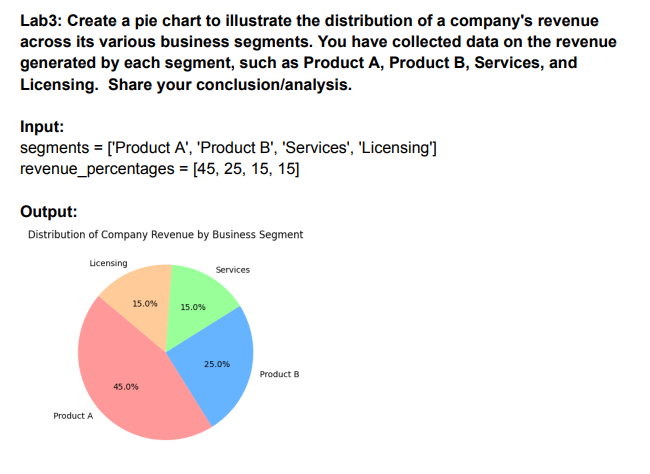 Lab3: Create a pie chart to illustrate the distribution of a company's revenue
across its various business segments. You have collected data on the revenue
generated by each segment, such as Product A, Product B, Services, and
Licensing.  Share your conclusion/analysis.
Input:
segments = ['Product A', 'Product B', 'Services', 'Licensing']
revenue_percentages = [45, 25, 15, 15]
Output:
Distribution of Company Revenue by Business Segment
Licensing
Services
15.0%
15.0%
25.0%
Product B
45.0%
Product A